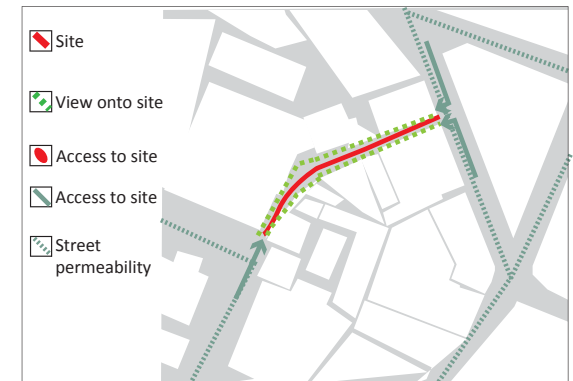 Site
View onto site
Access to site
Access to site
Street
permeability